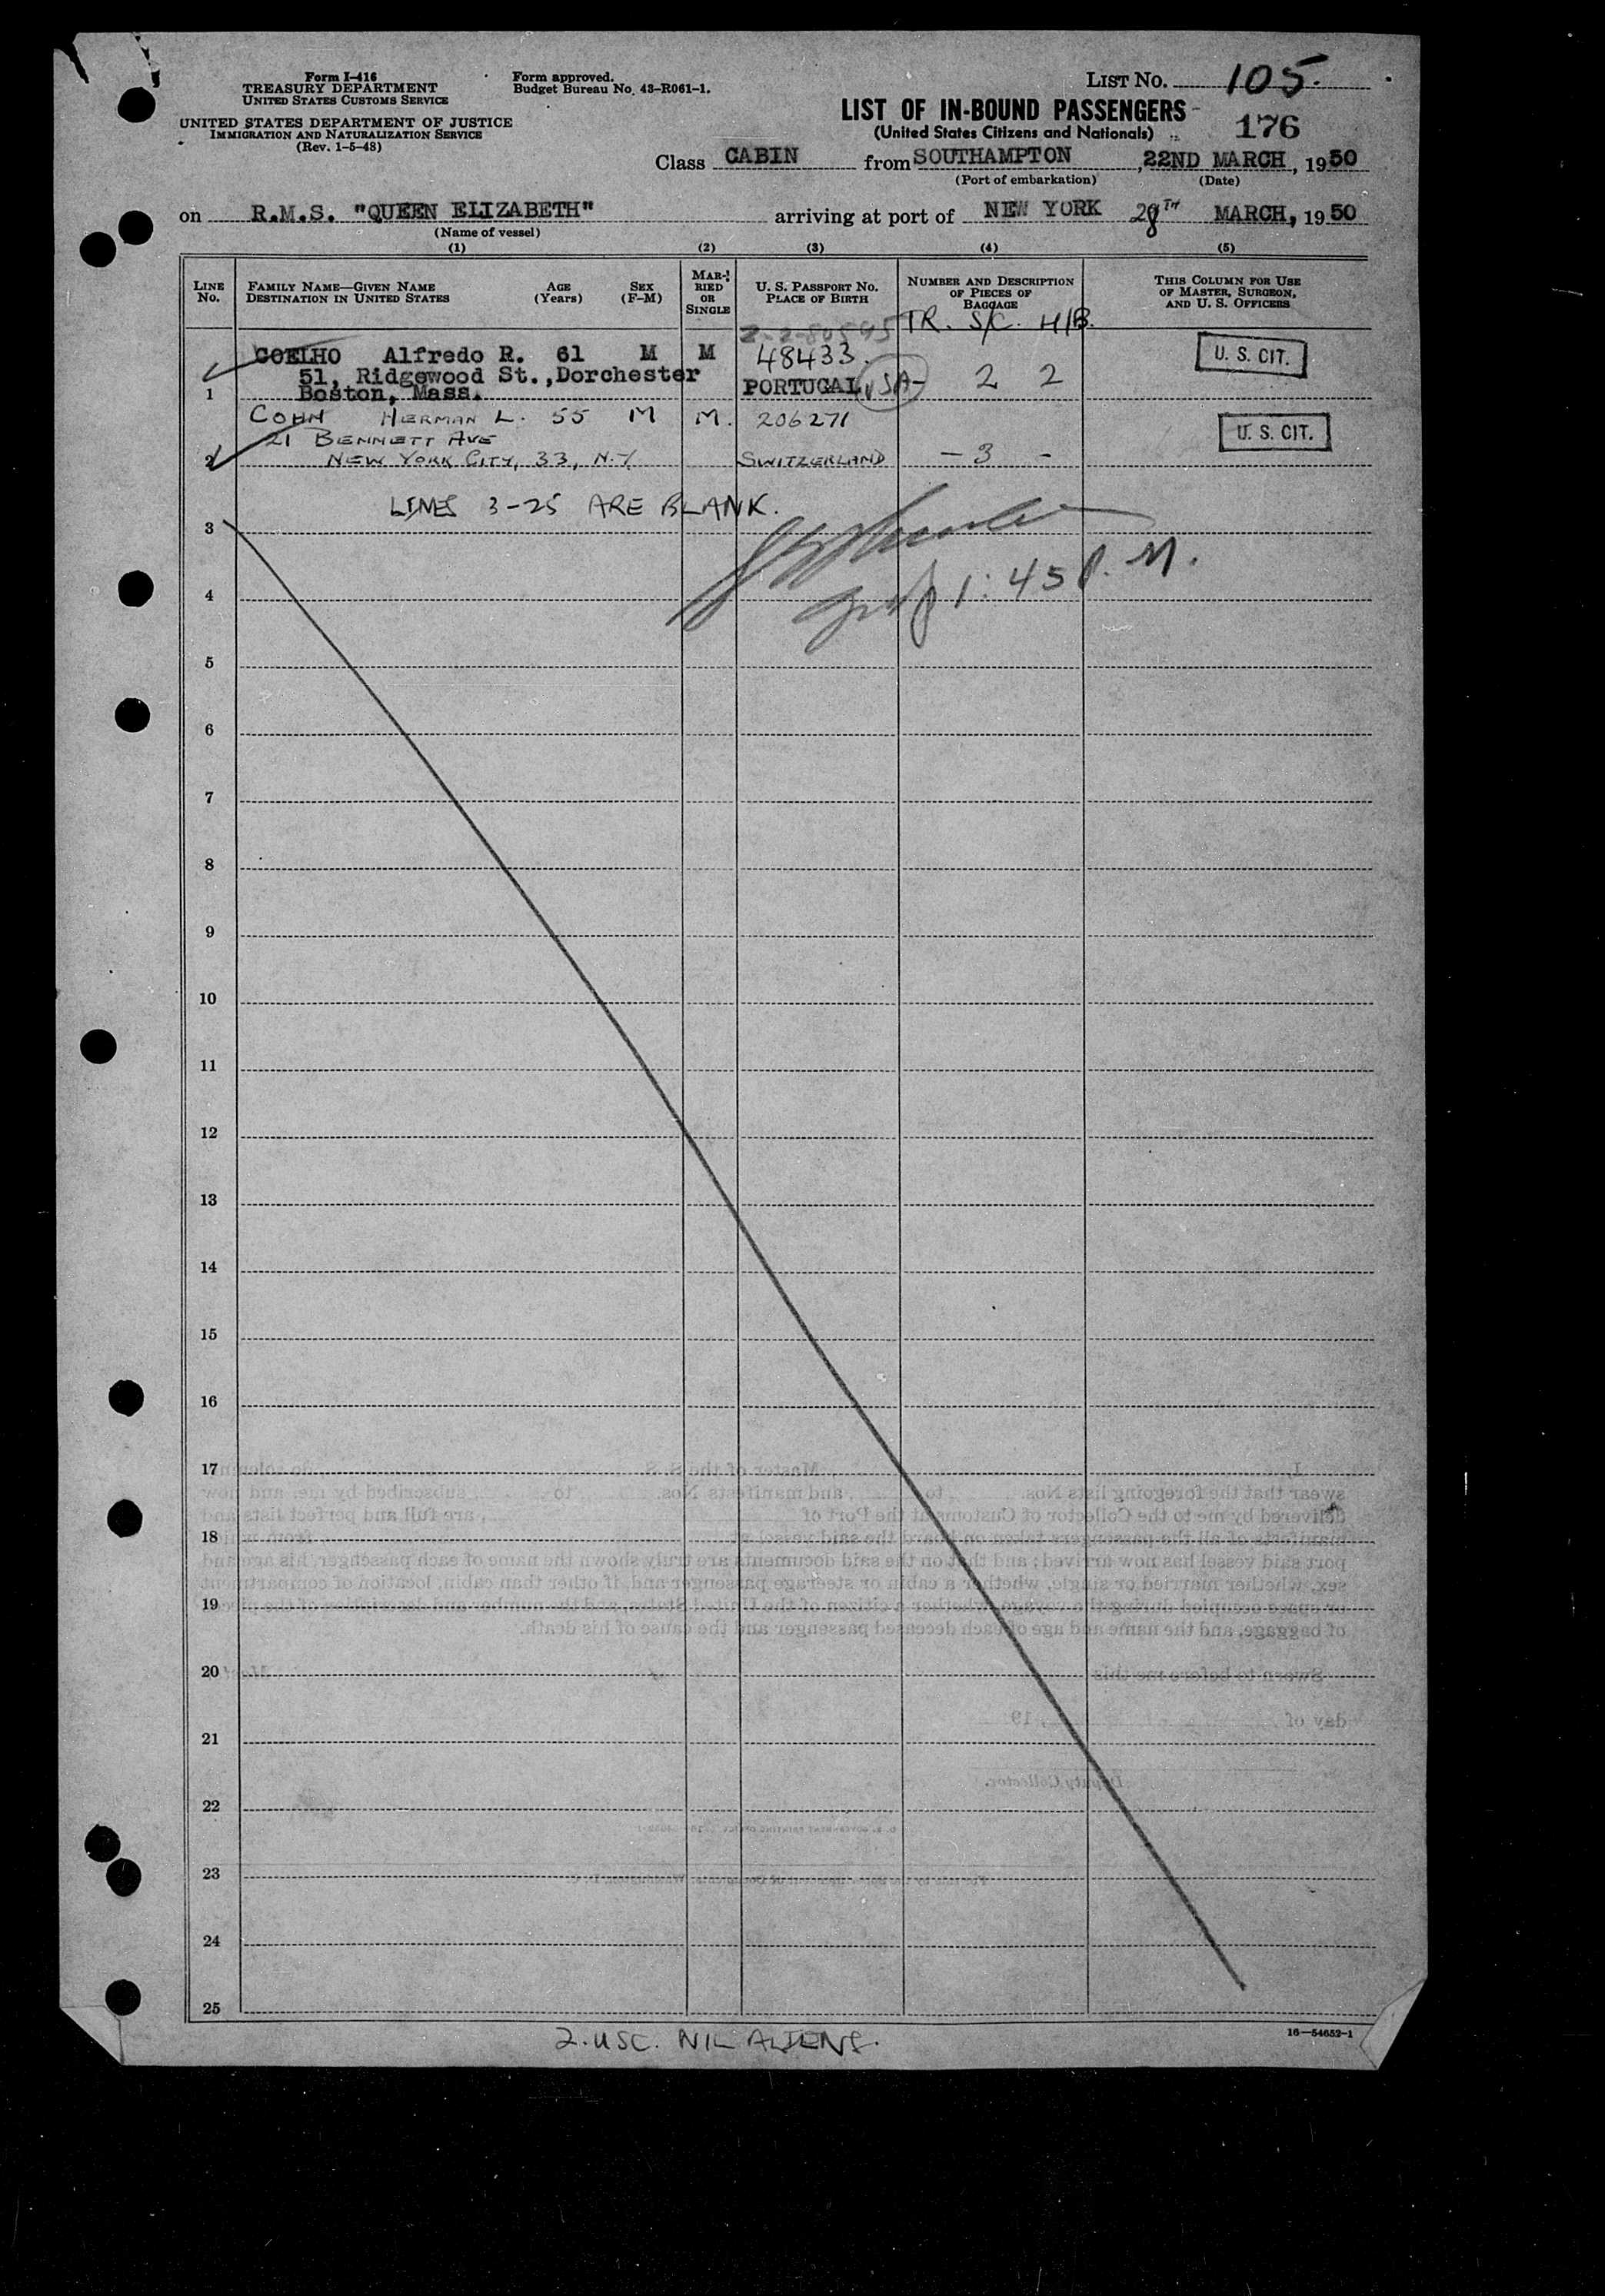 Form I-416
TREASURY DEPARTMENT
UNITED STATES CUSTOMS SERVICE
UNITED STATES DEPARTMENT OF JUSTICE
IMMIGRATION AND NATURALIZATION SERVICE
(Rev. 1-5-48)
Form approved.
Budget Bureau No. 43-R061-1.
LIST NO. 105.
LIST OF IN-BOUND PASSENGERS
(United States Citizens and Nationals)
176
Class CABIN from SOUTHAMPTON, 22ND MARCH, 1950
(Port of embarkation) (Date)
on R.M.S. "QUEEN ELIZABETH" arriving at port of NEW YORK 28TH MARCH, 1950
(Name of vessel)
(1) (2) (3) (4) (5)
LINE NO.
FAMILY NAME—GIVEN NAME
DESTINATION IN UNITED STATES
AGE (Years)
SEX (F-M)
MARRIED OR SINGLE
U. S. PASSPORT NO.
PLACE OF BIRTH
NUMBER AND DESCRIPTION
OF PIECES OF
BAGGAGE
THIS COLUMN FOR USE
OF MASTER, SURGEON,
AND U. S. OFFICERS
TR. S/C. H/B.
COELHO Alfredo R. 61 M M 48433. U. S. CIT.
51, Ridgewood St., Dorchester PORTUGAL 2 2
1 Boston, Mass.
COHN HERMAN L. 55 M M. 206271 U. S. CIT.
21 BENNETT AVE
2 NEW YORK CITY, 33, N.Y SWITZERLAND - 3 -
LINES 3-25 ARE BLANK.
3
1:45 P.M.
4
5
6
7
8
9
10
11
12
13
14
15
16
17
18
19
20
21
22
23
24
25
2. USC. NIL ALIENS.
16—54652-1